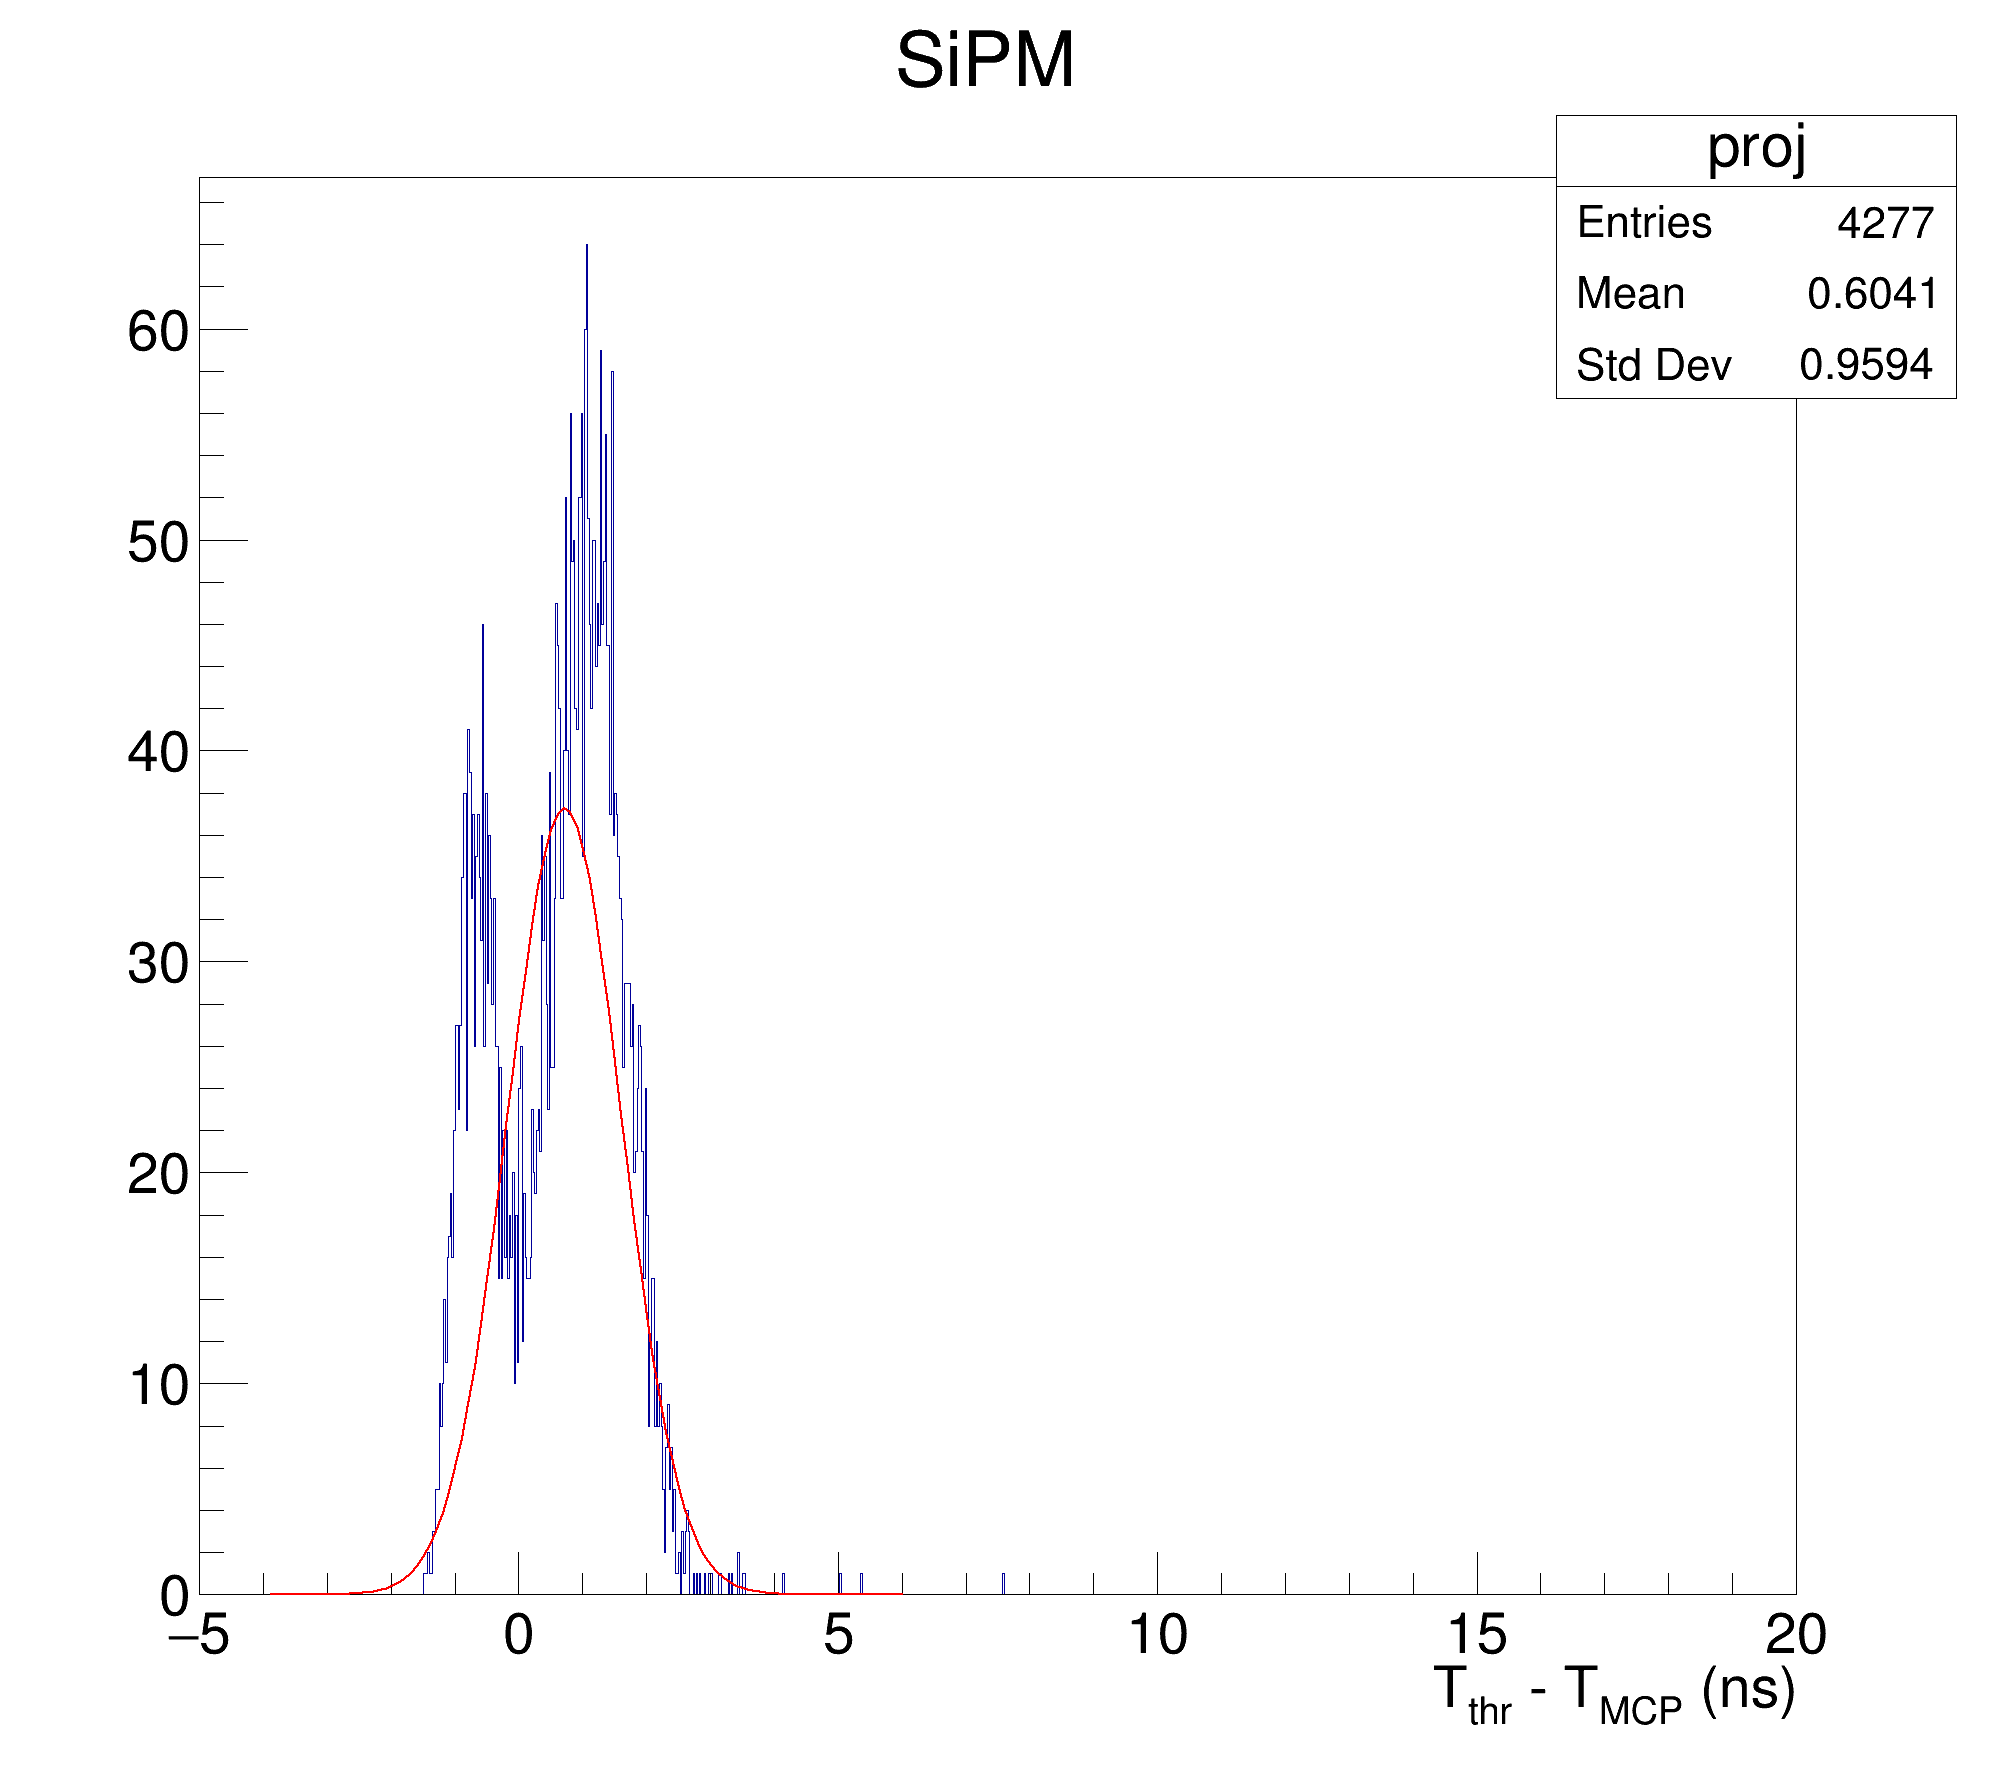 SiPM
proj
Entries 4277
Mean 0.6041
Std Dev 0.9594
60
50
40
30
20
10
0
−5 0 5 10 15 20
T_thr - T_MCP (ns)